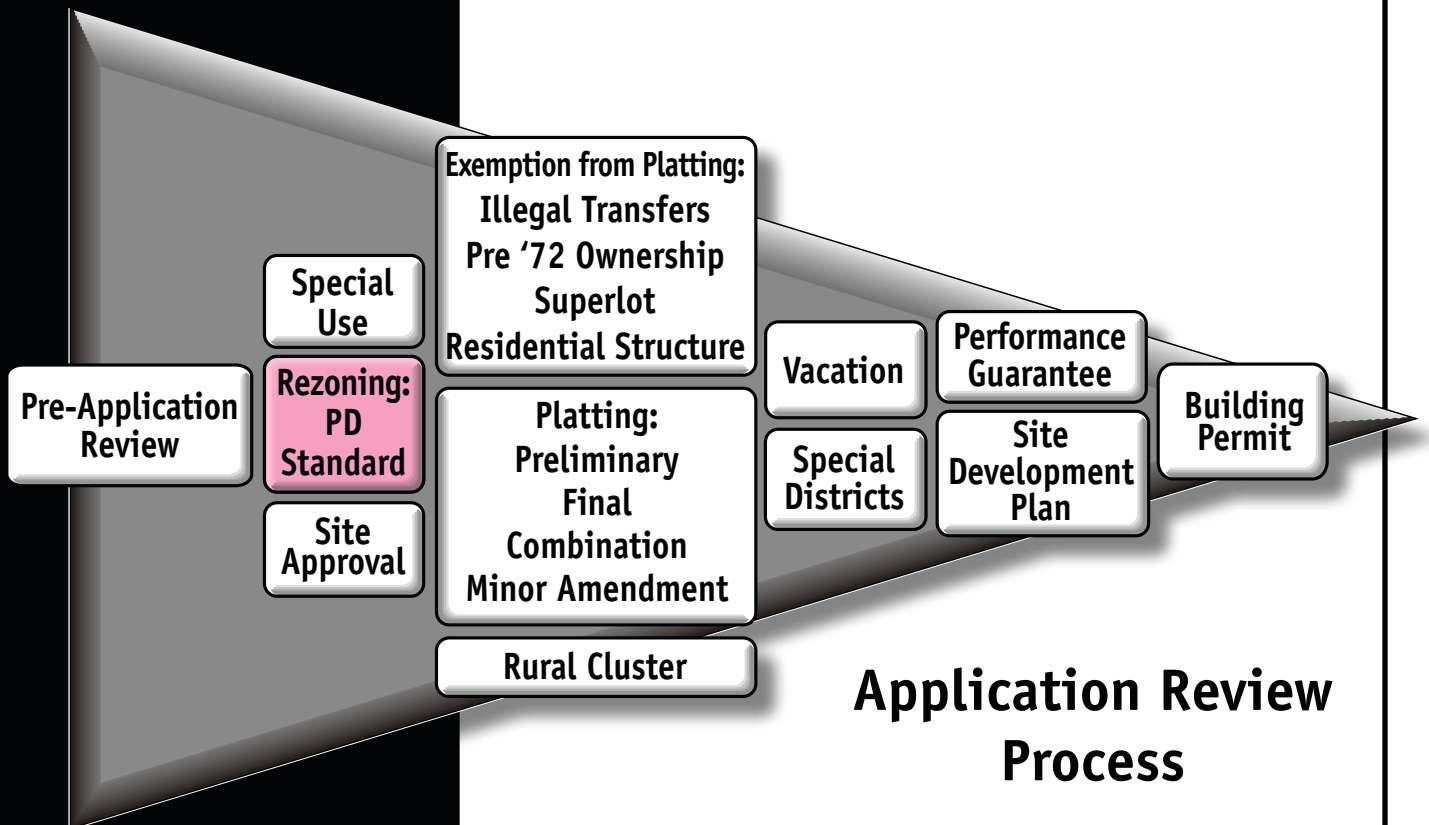 Pre-Application
Review
Special
Use
Rezoning:
PD
Standard
Site
Approval
Exemption from Platting:
Illegal Transfers
Pre ‘72 Ownership
Superlot
Residential Structure
Platting:
Preliminary
Final
Combination
Minor Amendment
Rural Cluster
Vacation
Special
Districts
Performance
Guarantee
Site
Development
Plan
Building
Permit
Application Review
Process